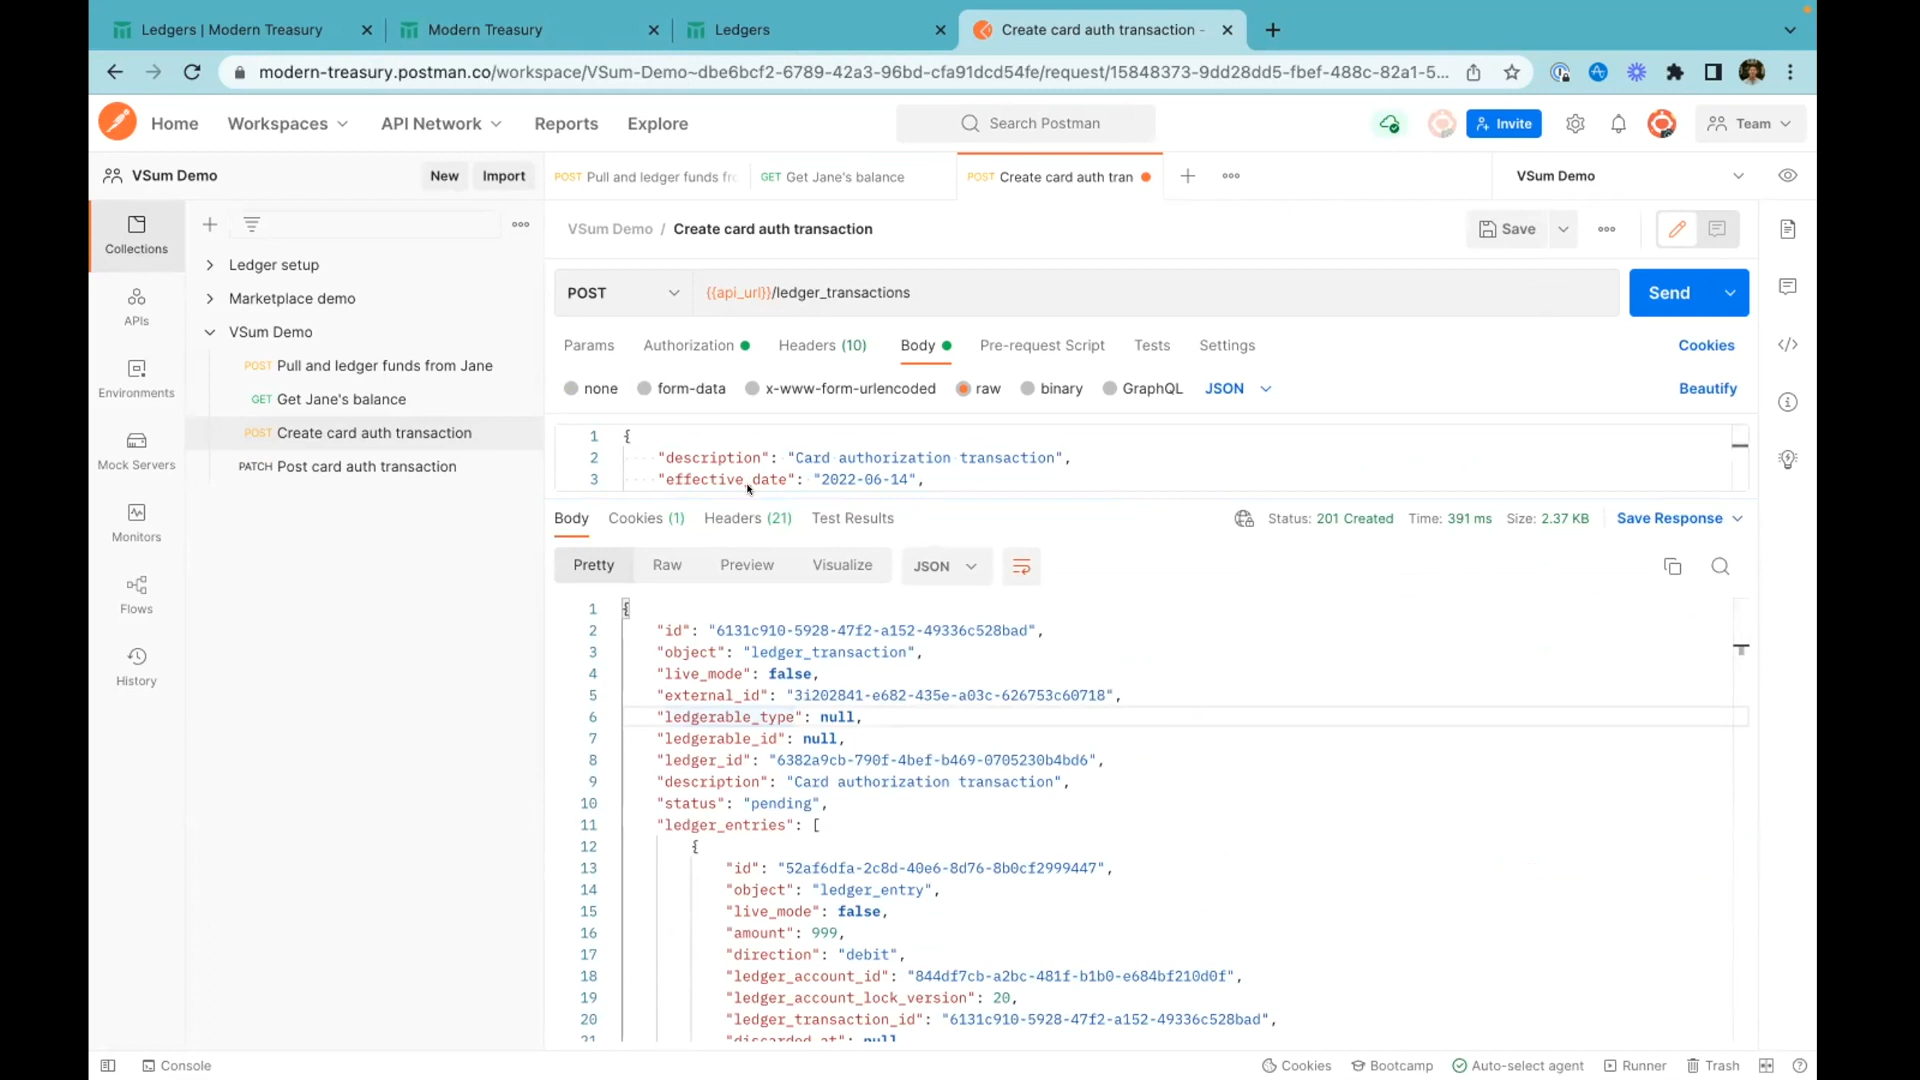 Ledgers | Modern Treasury
Modern Treasury
Ledgers
Create card auth transaction -
modern-treasury.postman.co/workspace/VSum-Demo~dbe6bcf2-6789-42a3-96bd-cfa91dcd54fe/request/15848373-9dd28dd5-fbef-488c-82a1-5...
Home
Workspaces
API Network
Reports
Explore
Search Postman
Invite
Team
VSum Demo
New
Import
POST Pull and ledger funds fr
GET Get Jane's balance
POST Create card auth tran
VSum Demo
Collections
APIs
Environments
Mock Servers
Monitors
Flows
History
Ledger setup
Marketplace demo
VSum Demo
POST Pull and ledger funds from Jane
GET Get Jane's balance
POST Create card auth transaction
PATCH Post card auth transaction
VSum Demo / Create card auth transaction
Save
POST
{{api_url}}/ledger_transactions
Send
Params
Authorization
Headers (10)
Body
Pre-request Script
Tests
Settings
Cookies
none
form-data
x-www-form-urlencoded
raw
binary
GraphQL
JSON
Beautify
1 {
2 "description": "Card authorization transaction",
3 "effective_date": "2022-06-14",
Body
Cookies (1)
Headers (21)
Test Results
Status: 201 Created
Time: 391 ms
Size: 2.37 KB
Save Response
Pretty
Raw
Preview
Visualize
JSON
1 {
2 "id": "6131c910-5928-47f2-a152-49336c528bad",
3 "object": "ledger_transaction",
4 "live_mode": false,
5 "external_id": "3i202841-e682-435e-a03c-626753c60718",
6 "ledgerable_type": null,
7 "ledgerable_id": null,
8 "ledger_id": "6382a9cb-790f-4bef-b469-0705230b4bd6",
9 "description": "Card authorization transaction",
10 "status": "pending",
11 "ledger_entries": [
12 {
13 "id": "52af6dfa-2c8d-40e6-8d76-8b0cf2999447",
14 "object": "ledger_entry",
15 "live_mode": false,
16 "amount": 999,
17 "direction": "debit",
18 "ledger_account_id": "844df7cb-a2bc-481f-b1b0-e684bf210d0f",
19 "ledger_account_lock_version": 20,
20 "ledger_transaction_id": "6131c910-5928-47f2-a152-49336c528bad",
21 "discarded_at": null
Console
Cookies
Bootcamp
Auto-select agent
Runner
Trash